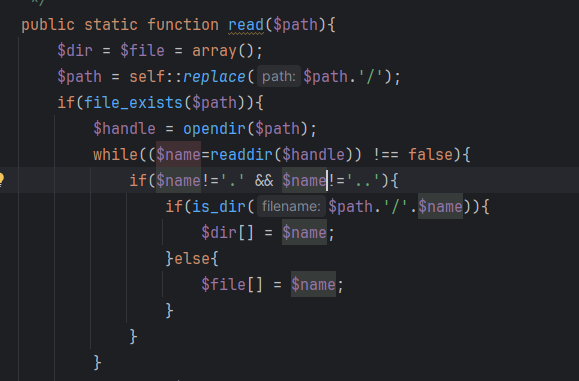 */
public static function read($path){
$dir = $file = array();
$path = self::replace( path: $path.'/');
if(file_exists($path)){
$handle = opendir($path);
while(($name=readdir($handle)) !== false){
if($name!='.' && $name!='..'){
if(is_dir( filename: $path.'/'.$name)){
$dir[] = $name;
}else{
$file[] = $name;
}
}
}